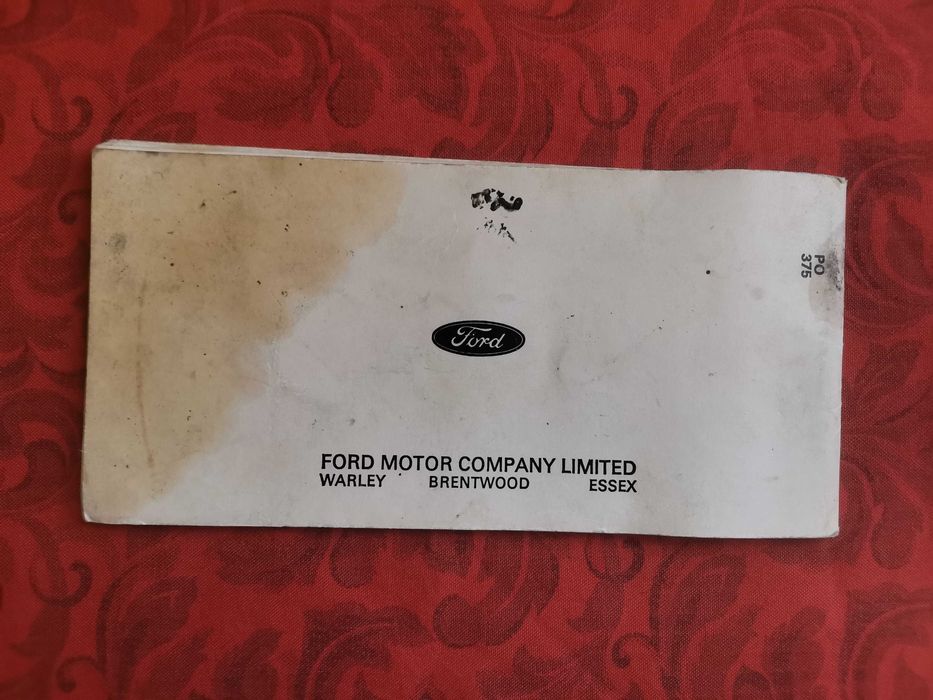 PO
375
Ford
FORD MOTOR COMPANY LIMITED
WARLEY BRENTWOOD ESSEX